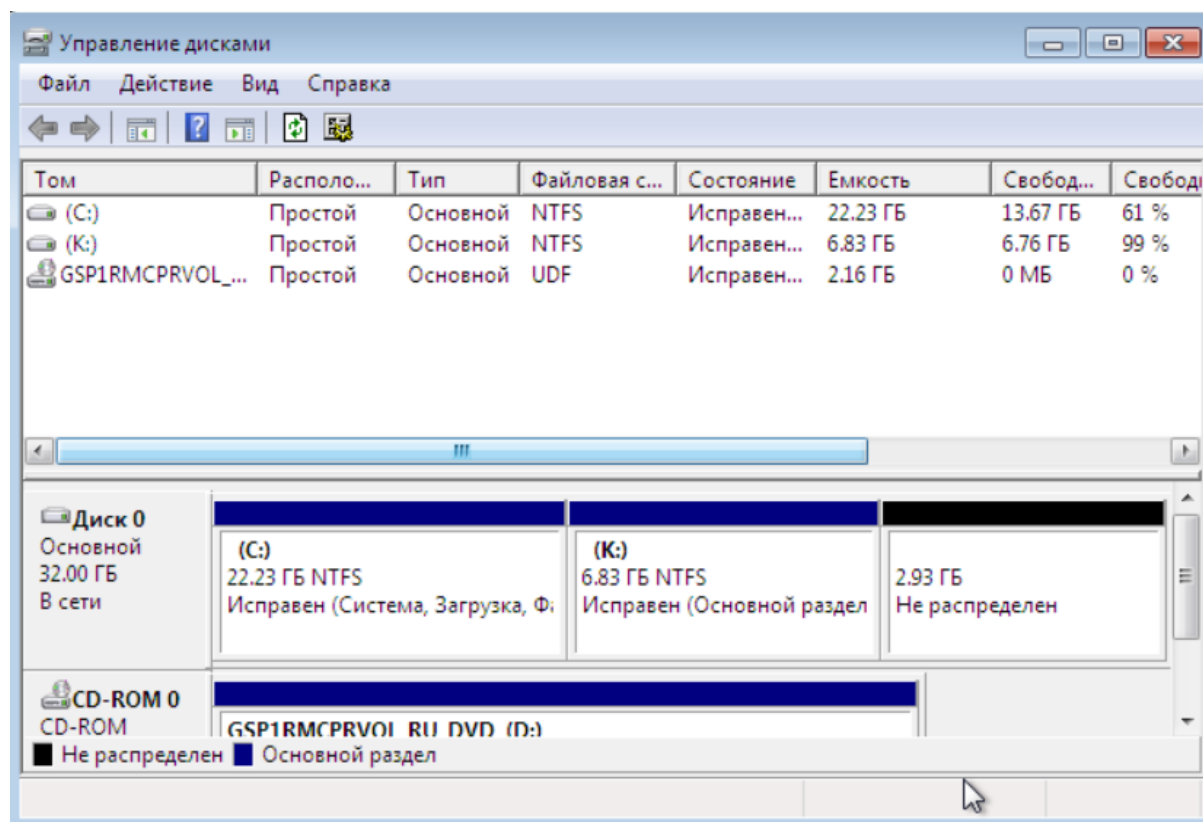 Управление дисками
Файл Действие Вид Справка
Том Располо... Тип Файловая с... Состояние Емкость Свобод... Свобод
(C:) Простой Основной NTFS Исправен... 22.23 ГБ 13.67 ГБ 61 %
(K:) Простой Основной NTFS Исправен... 6.83 ГБ 6.76 ГБ 99 %
GSP1RMCPRVOL_... Простой Основной UDF Исправен... 2.16 ГБ 0 МБ 0 %
Диск 0
Основной
32.00 ГБ
В сети
(C:)
22.23 ГБ NTFS
Исправен (Система, Загрузка, Ф
(K:)
6.83 ГБ NTFS
Исправен (Основной раздел
2.93 ГБ
Не распределен
CD-ROM 0
CD-ROM
GSP1RMCPRVOL_RU_DVD (D:)
Не распределен Основной раздел